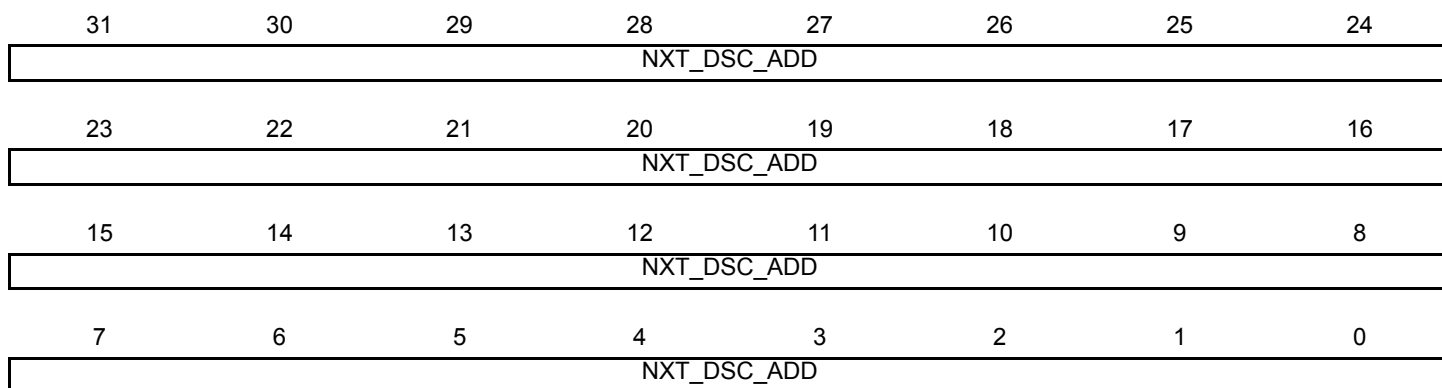 31 30 29 28 27 26 25 24
NXT_DSC_ADD
23 22 21 20 19 18 17 16
NXT_DSC_ADD
15 14 13 12 11 10 9 8
NXT_DSC_ADD
7 6 5 4 3 2 1 0
NXT_DSC_ADD